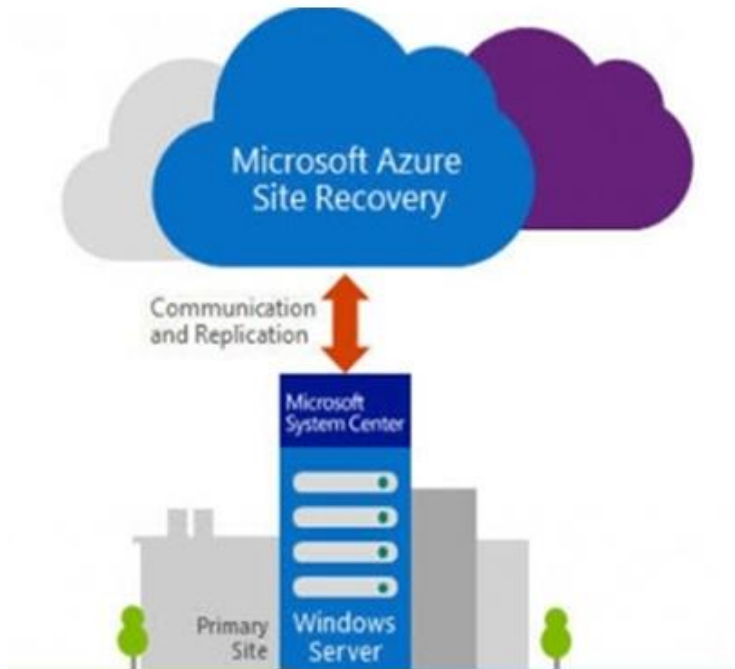 Microsoft Azure
Site Recovery
Communication
and Replication
Microsoft
System Center
Primary
Site
Windows
Server